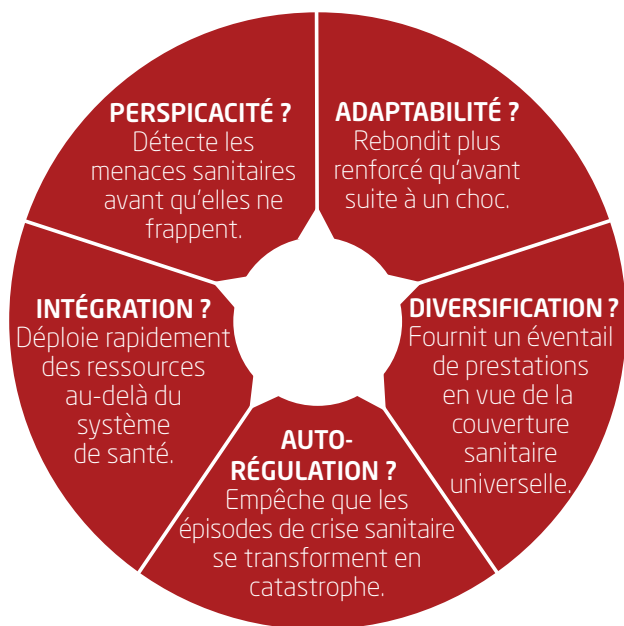 PERSPICACITÉ ?
Détecte les
menaces sanitaires
avant qu'elles ne
frappent.
ADAPTABILITÉ ?
Rebondit plus
renforcé qu'avant
suite à un choc.
INTÉGRATION ?
Déploie rapidement
des ressources
au-delà du
système
de santé.
DIVERSIFICATION ?
Fournit un éventail
de prestations
en vue de la
couverture
sanitaire
universelle.
AUTO-
RÉGULATION ?
Empêche que les
épisodes de crise sanitaire
se transforment en
catastrophe.